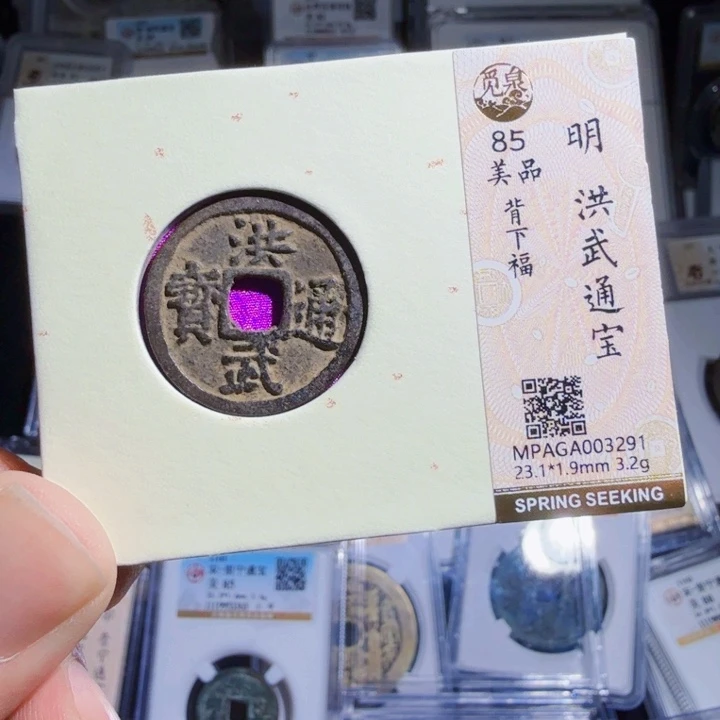 洪武通寳
觅泉
85
美品
背下福
明 洪武通宝
MPAGA003291
23.1*1.9mm 3.2g
SPRING SEEKING